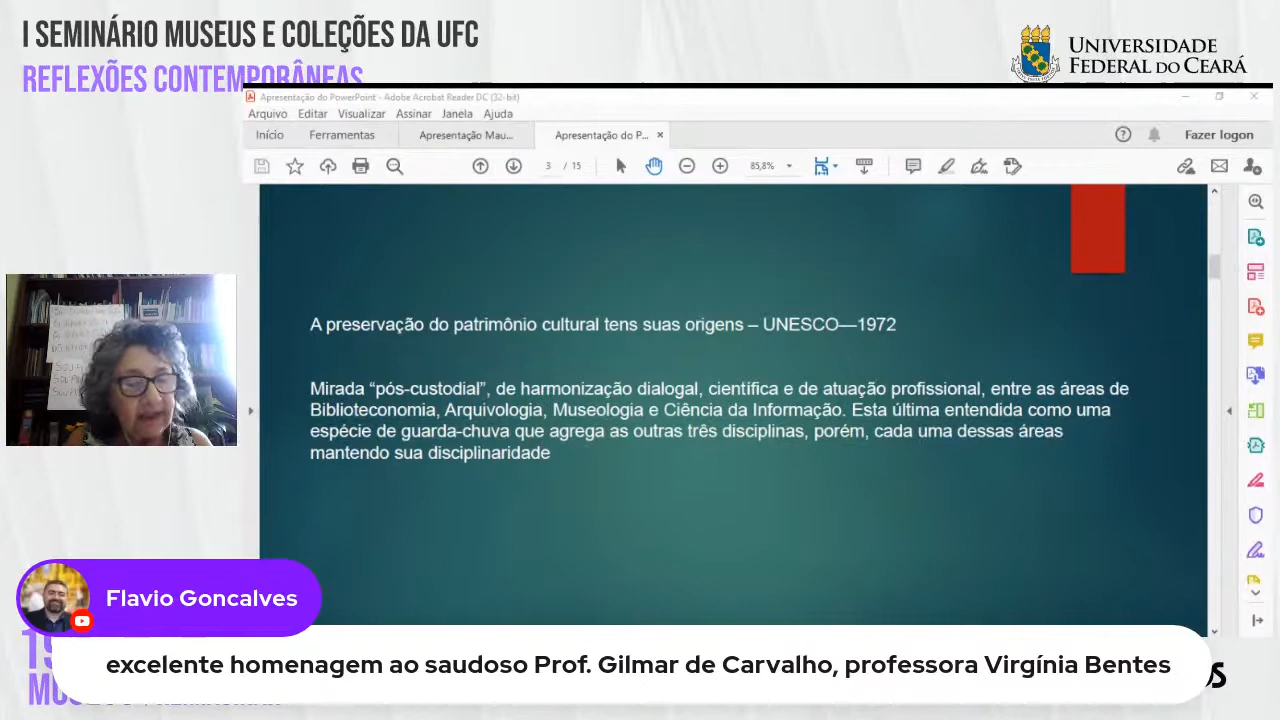 I SEMINÁRIO MUSEUS E COLEÇÕES DA UFC
REFLEXÕES CONTEMPORÂNEAS
UNIVERSIDADE
FEDERAL DO CEARÁ
Apresentação do PowerPoint - Adobe Acrobat Reader DC (32-bit)
Arquivo Editar Visualizar Assinar Janela Ajuda
Início Ferramentas Apresentação Mau... Apresentação do P... × Fazer logon
3 / 15 85,8%
A preservação do patrimônio cultural tens suas origens – UNESCO—1972
Mirada “pós-custodial”, de harmonização dialogal, científica e de atuação profissional, entre as áreas de
Biblioteconomia, Arquivologia, Museologia e Ciência da Informação. Esta última entendida como uma
espécie de guarda-chuva que agrega as outras três disciplinas, porém, cada uma dessas áreas
mantendo sua disciplinaridade
Flavio Goncalves
excelente homenagem ao saudoso Prof. Gilmar de Carvalho, professora Virgínia Bentes